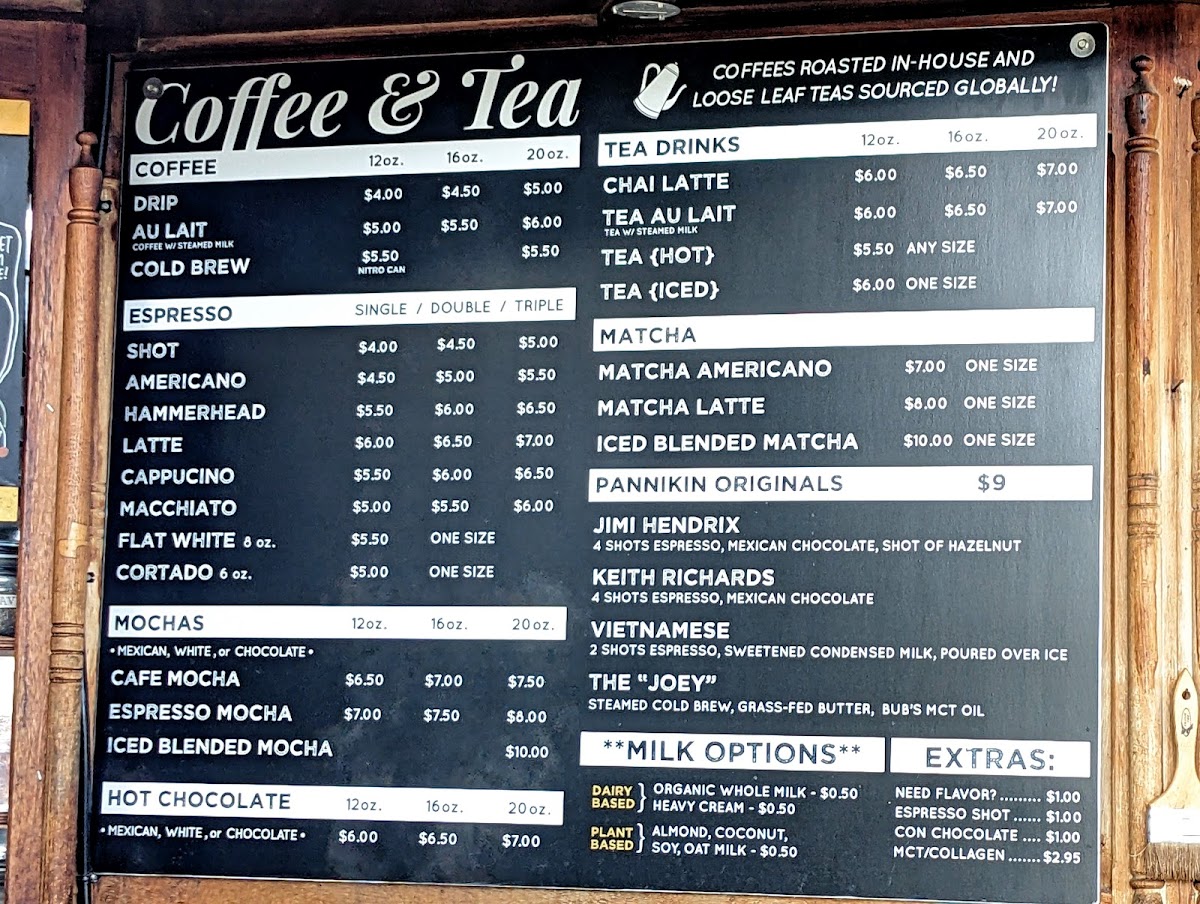 Coffee & Tea
COFFEE 12oz. 16oz. 20oz.
DRIP $4.00 $4.50 $5.00
AU LAIT $5.00 $5.50 $6.00
COFFEE W/ STEAMED MILK
COLD BREW $5.50 $5.50
NITRO CAN
ESPRESSO SINGLE / DOUBLE / TRIPLE
SHOT $4.00 $4.50 $5.00
AMERICANO $4.50 $5.00 $5.50
HAMMERHEAD $5.50 $6.00 $6.50
LATTE $6.00 $6.50 $7.00
CAPPUCINO $5.50 $6.00 $6.50
MACCHIATO $5.00 $5.50 $6.00
FLAT WHITE 8 oz. $5.50 ONE SIZE
CORTADO 6 oz. $5.00 ONE SIZE
MOCHAS 12oz. 16oz. 20oz.
• MEXICAN, WHITE, or CHOCOLATE •
CAFE MOCHA $6.50 $7.00 $7.50
ESPRESSO MOCHA $7.00 $7.50 $8.00
ICED BLENDED MOCHA $10.00
HOT CHOCOLATE 12oz. 16oz. 20oz.
• MEXICAN, WHITE, or CHOCOLATE • $6.00 $6.50 $7.00
COFFEES ROASTED IN-HOUSE AND
LOOSE LEAF TEAS SOURCED GLOBALLY!
TEA DRINKS 12oz. 16oz. 20oz.
CHAI LATTE $6.00 $6.50 $7.00
TEA AU LAIT $6.00 $6.50 $7.00
TEA W/ STEAMED MILK
TEA {HOT} $5.50 ANY SIZE
TEA {ICED} $6.00 ONE SIZE
MATCHA
MATCHA AMERICANO $7.00 ONE SIZE
MATCHA LATTE $8.00 ONE SIZE
ICED BLENDED MATCHA $10.00 ONE SIZE
PANNIKIN ORIGINALS $9
JIMI HENDRIX
4 SHOTS ESPRESSO, MEXICAN CHOCOLATE, SHOT OF HAZELNUT
KEITH RICHARDS
4 SHOTS ESPRESSO, MEXICAN CHOCOLATE
VIETNAMESE
2 SHOTS ESPRESSO, SWEETENED CONDENSED MILK, POURED OVER ICE
THE "JOEY"
STEAMED COLD BREW, GRASS-FED BUTTER, BUB'S MCT OIL
**MILK OPTIONS**
DAIRY BASED } ORGANIC WHOLE MILK - $0.50
HEAVY CREAM - $0.50
PLANT BASED } ALMOND, COCONUT,
SOY, OAT MILK - $0.50
EXTRAS:
NEED FLAVOR?......... $1.00
ESPRESSO SHOT ...... $1.00
CON CHOCOLATE .... $1.00
MCT/COLLAGEN ....... $2.95